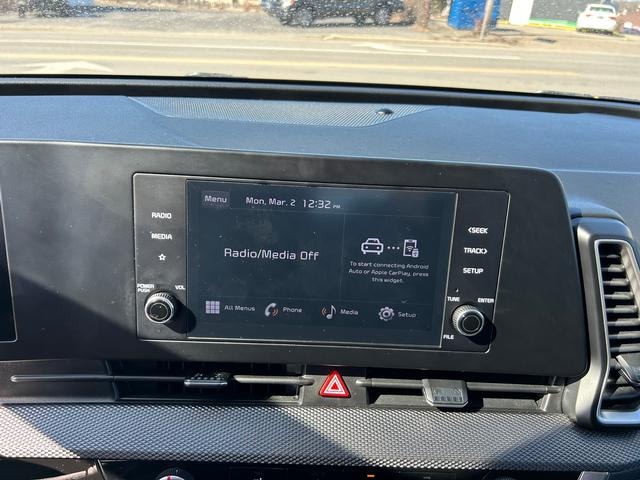 Menu Mon, Mar. 2 12:32 PM
RADIO
MEDIA
POWER
PUSH
VOL
Radio/Media Off
To start connecting Android
Auto or Apple CarPlay, press
this widget.
All Menus Phone Media Setup
<SEEK
TRACK>
SETUP
TUNE
ENTER
FILE